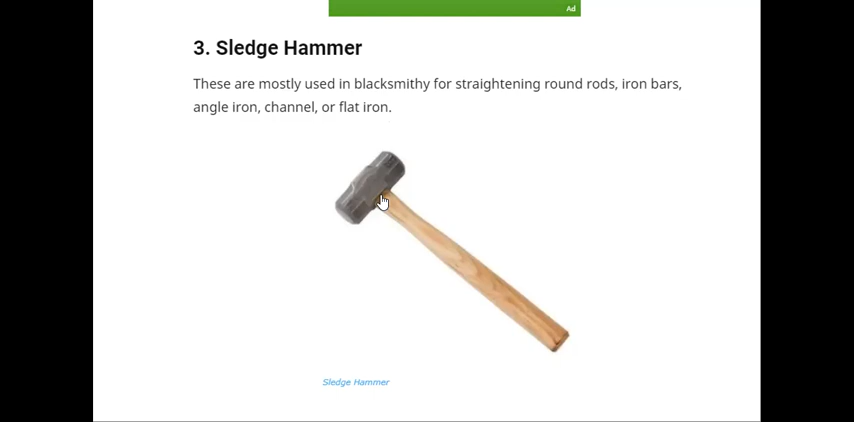 Ad
3. Sledge Hammer
These are mostly used in blacksmithy for straightening round rods, iron bars,
angle iron, channel, or flat iron.
Sledge Hammer